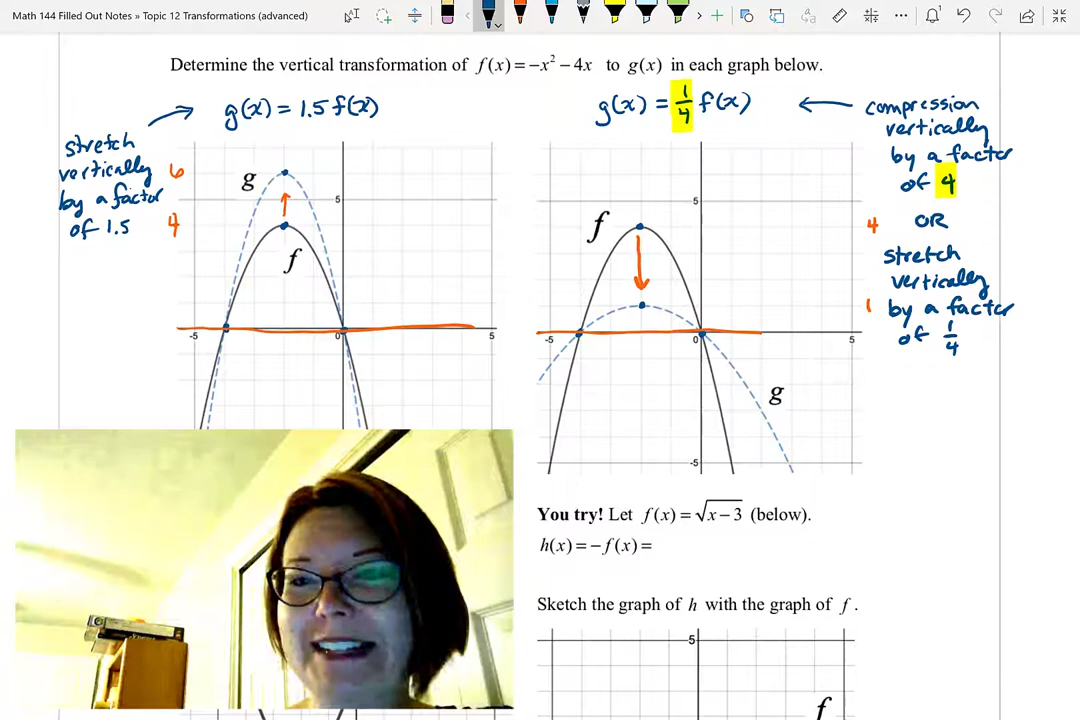 Math 144 Filled Out Notes » Topic 12 Transformations (advanced)
Determine the vertical transformation of f(x) = −x² − 4x to g(x) in each graph below.
g(x) = 1.5 f(x)
stretch
vertically
by a factor
of 1.5
6
4
g
f
5
-5
0
5
g(x) = 1/4 f(x)
compression
vertically
by a factor
of 4
OR
stretch
vertically
by a factor
of 1/4
4
1
f
g
5
-5
0
5
-5
You try! Let f(x) = √x − 3 (below).
h(x) = −f(x) =
Sketch the graph of h with the graph of f.
5
f